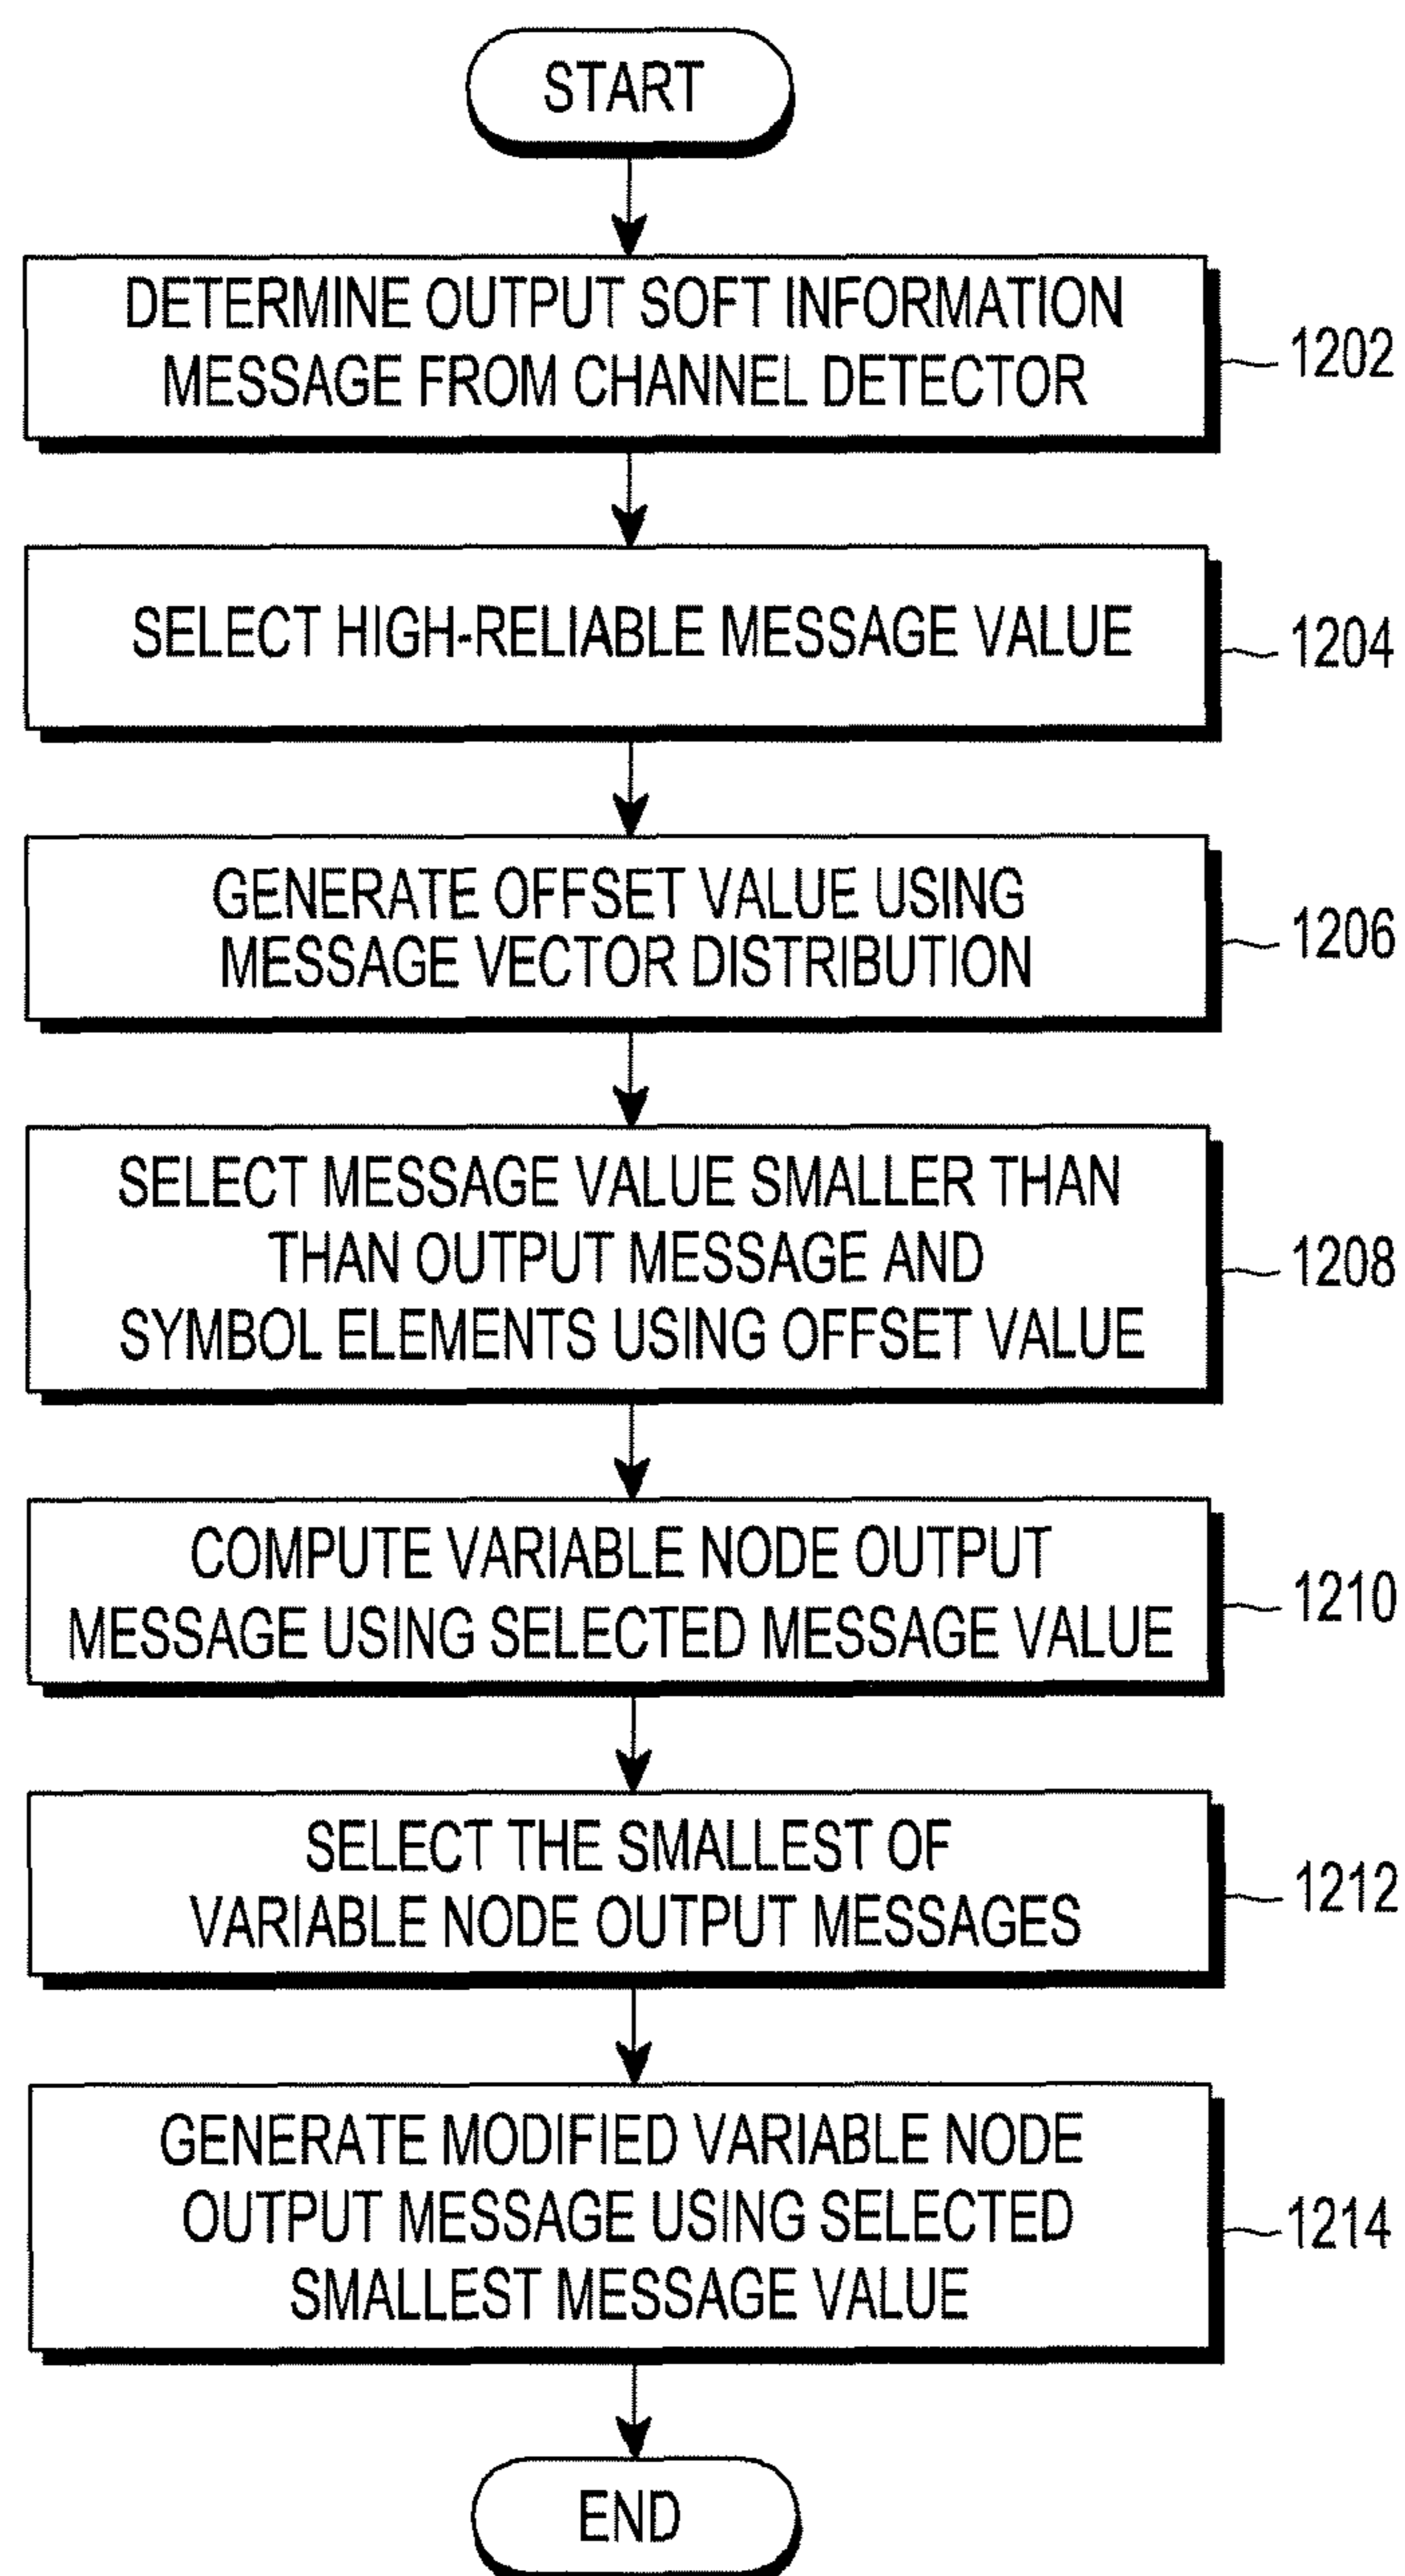 START
DETERMINE OUTPUT SOFT INFORMATION
MESSAGE FROM CHANNEL DETECTOR
1202
SELECT HIGH-RELIABLE MESSAGE VALUE
1204
GENERATE OFFSET VALUE USING
MESSAGE VECTOR DISTRIBUTION
1206
SELECT MESSAGE VALUE SMALLER THAN
THAN OUTPUT MESSAGE AND
SYMBOL ELEMENTS USING OFFSET VALUE
1208
COMPUTE VARIABLE NODE OUTPUT
MESSAGE USING SELECTED MESSAGE VALUE
1210
SELECT THE SMALLEST OF
VARIABLE NODE OUTPUT MESSAGES
1212
GENERATE MODIFIED VARIABLE NODE
OUTPUT MESSAGE USING SELECTED
SMALLEST MESSAGE VALUE
1214
END